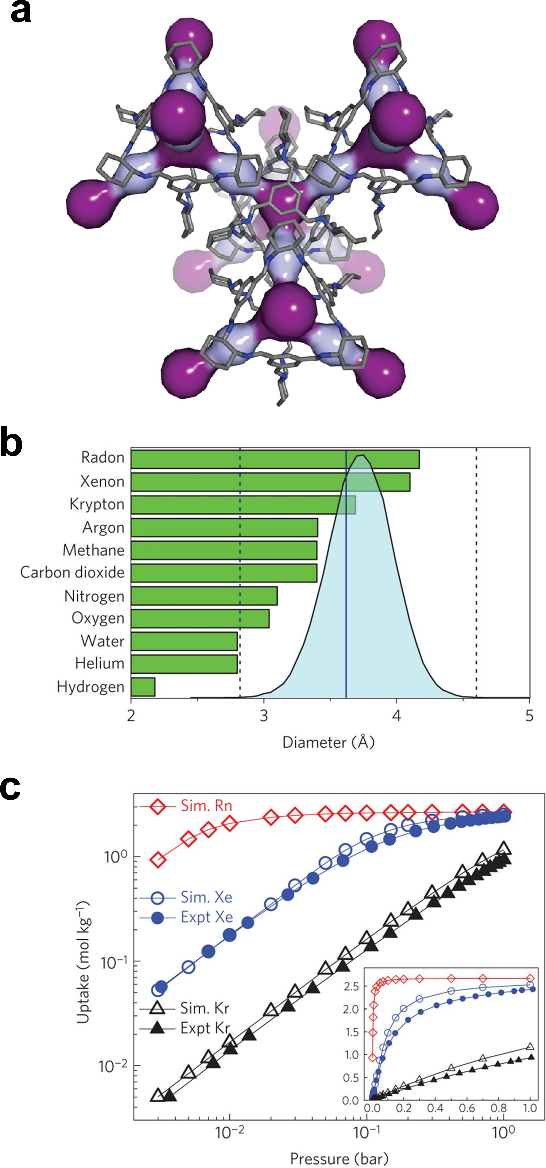 a
b
Radon
Xenon
Krypton
Argon
Methane
Carbon dioxide
Nitrogen
Oxygen
Water
Helium
Hydrogen
2 3 4 5
Diameter (Å)
c
Sim. Rn
Sim. Xe
Expt Xe
Sim. Kr
Expt Kr
Uptake (mol kg⁻¹)
10⁰
10⁻¹
10⁻²
2.5
2.0
1.5
1.0
0.5
0.0
0.0 0.2 0.4 0.6 0.8 1.0
10⁻² 10⁻¹ 10⁰
Pressure (bar)